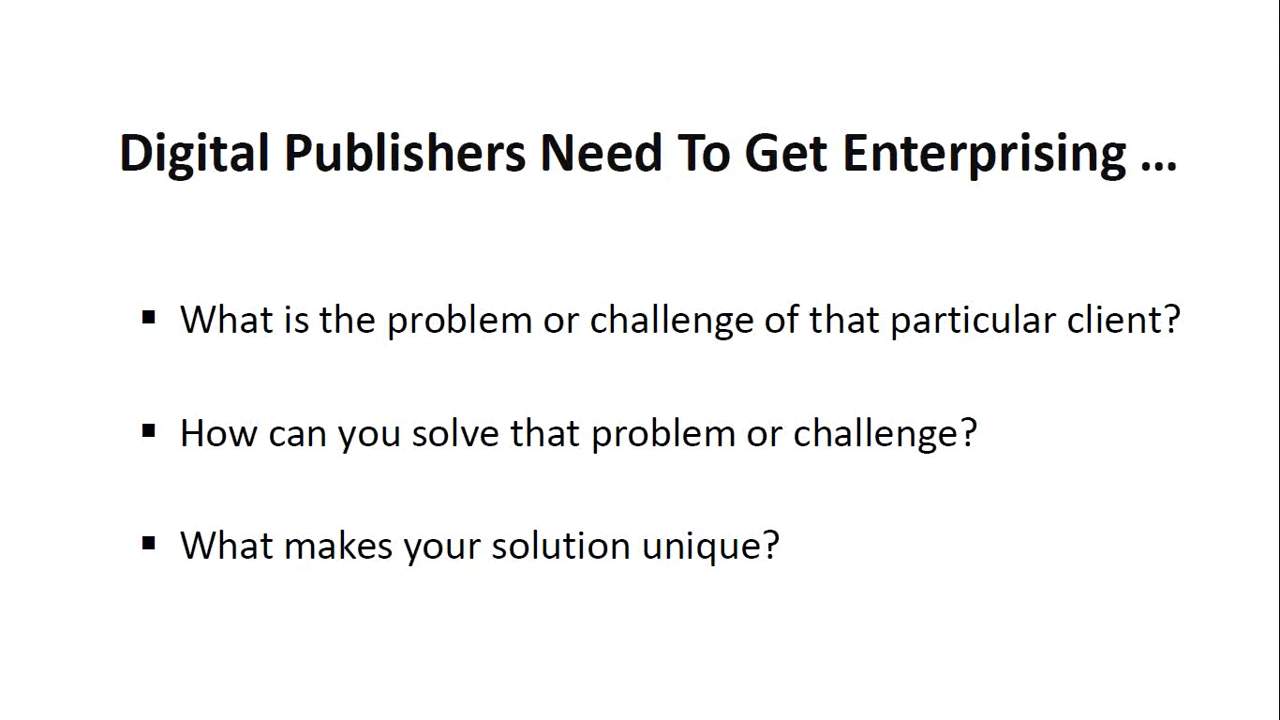 Digital Publishers Need To Get Enterprising ...
▪ What is the problem or challenge of that particular client?
▪ How can you solve that problem or challenge?
▪ What makes your solution unique?